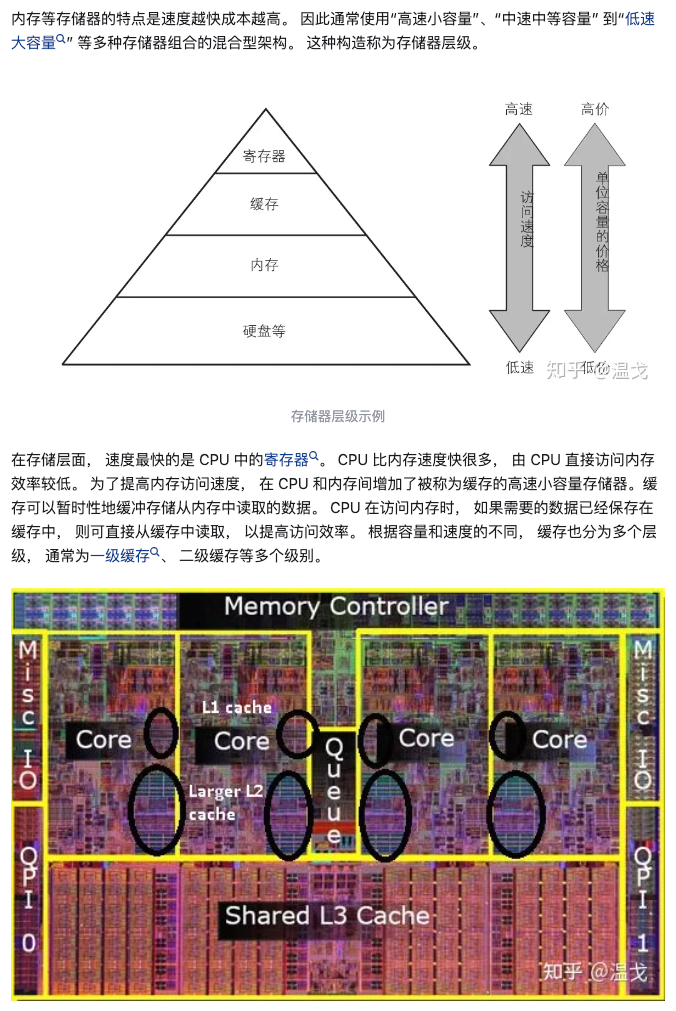 内存等存储器的特点是速度越快成本越高。 因此通常使用“高速小容量”、“中速中等容量” 到“低速
大容量” 等多种存储器组合的混合型架构。 这种构造称为存储器层级。
高速
高价
寄存器
缓存
内存
硬盘等
访问速度
单位容量的价格
低速
低价
知乎 @温戈
存储器层级示例
在存储层面， 速度最快的是 CPU 中的寄存器。 CPU 比内存速度快很多， 由 CPU 直接访问内存
效率较低。 为了提高内存访问速度， 在 CPU 和内存间增加了被称为缓存的高速小容量存储器。缓
存可以暂时性地缓冲存储从内存中读取的数据。 CPU 在访问内存时， 如果需要的数据已经保存在
缓存中， 则可直接从缓存中读取， 以提高访问效率。 根据容量和速度的不同， 缓存也分为多个层
级， 通常为一级缓存、 二级缓存等多个级别。
Memory Controller
Misc IO
Misc IO
L1 cache
Core
Core
Core
Core
Queue
Larger L2
cache
QPI 0
QPI 1
Shared L3 Cache
知乎 @温戈